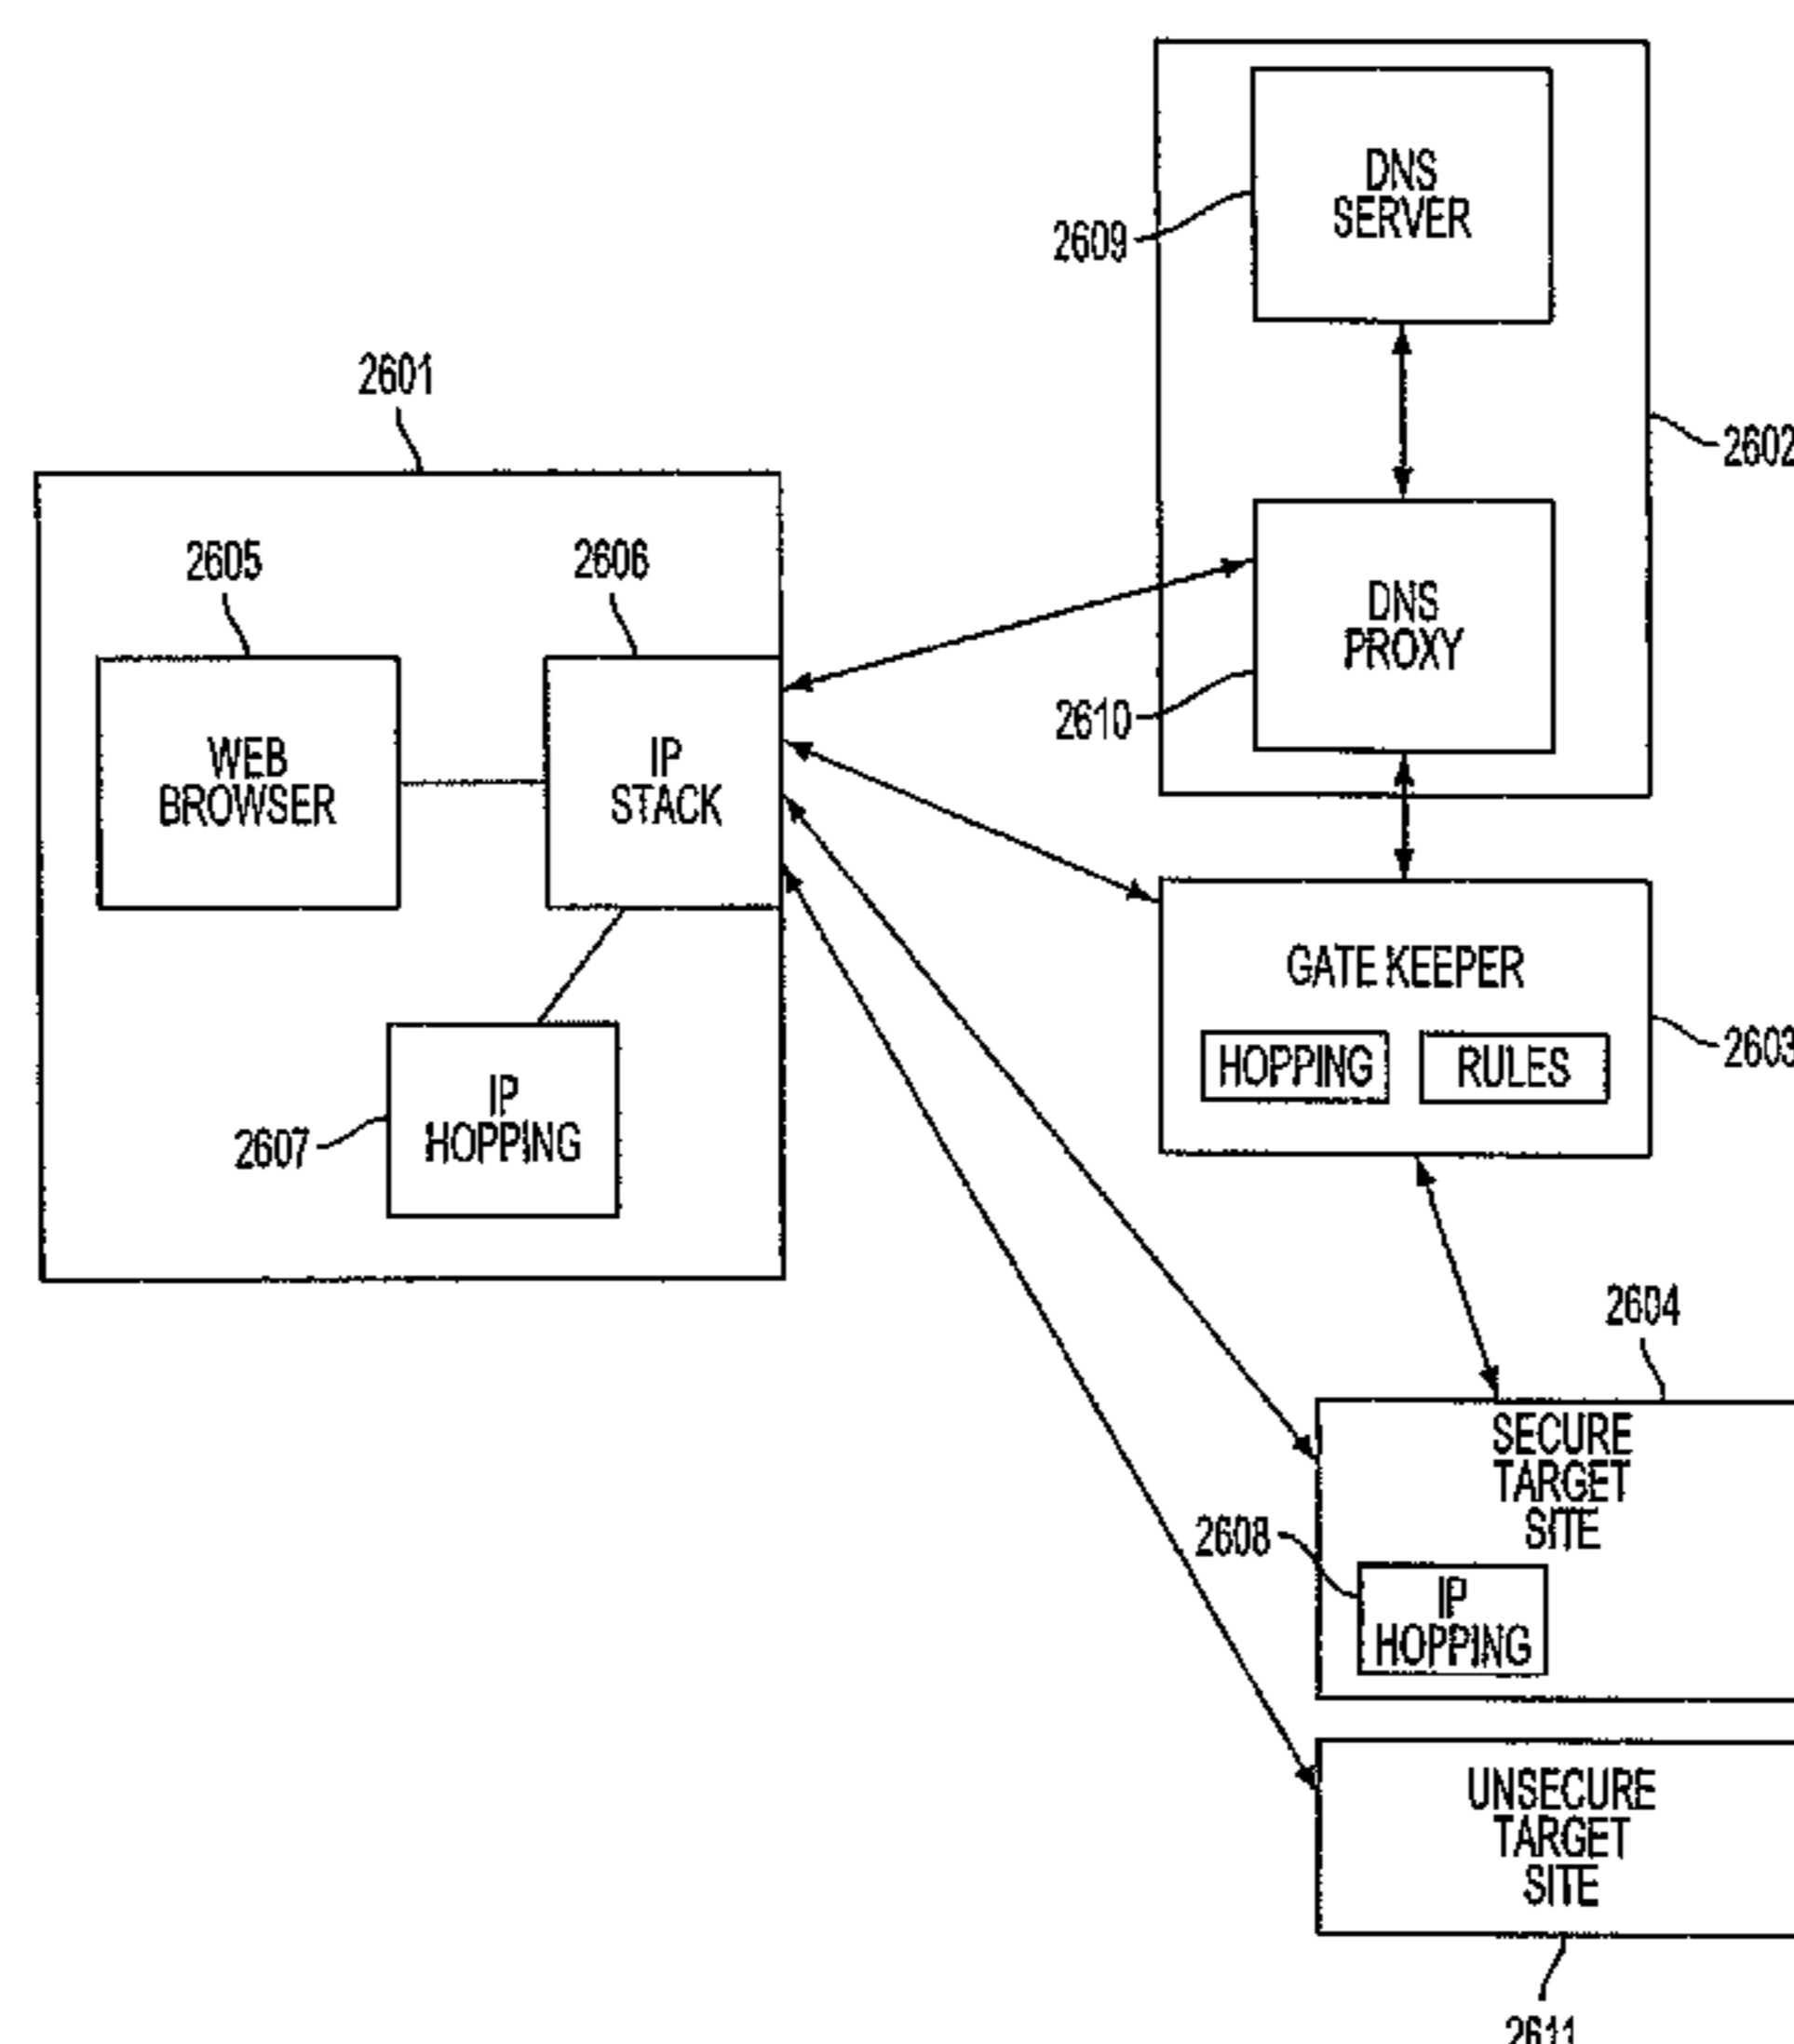 DNS
SERVER
2609
2601
2602
2605
2606
DNS
PROXY
2610
WEB
BROWSER
IP
STACK
GATE KEEPER
2603
HOPPING
RULES
IP
HOPPING
2607
2604
SECURE
TARGET
SITE
2608
IP
HOPPING
UNSECURE
TARGET
SITE
2611